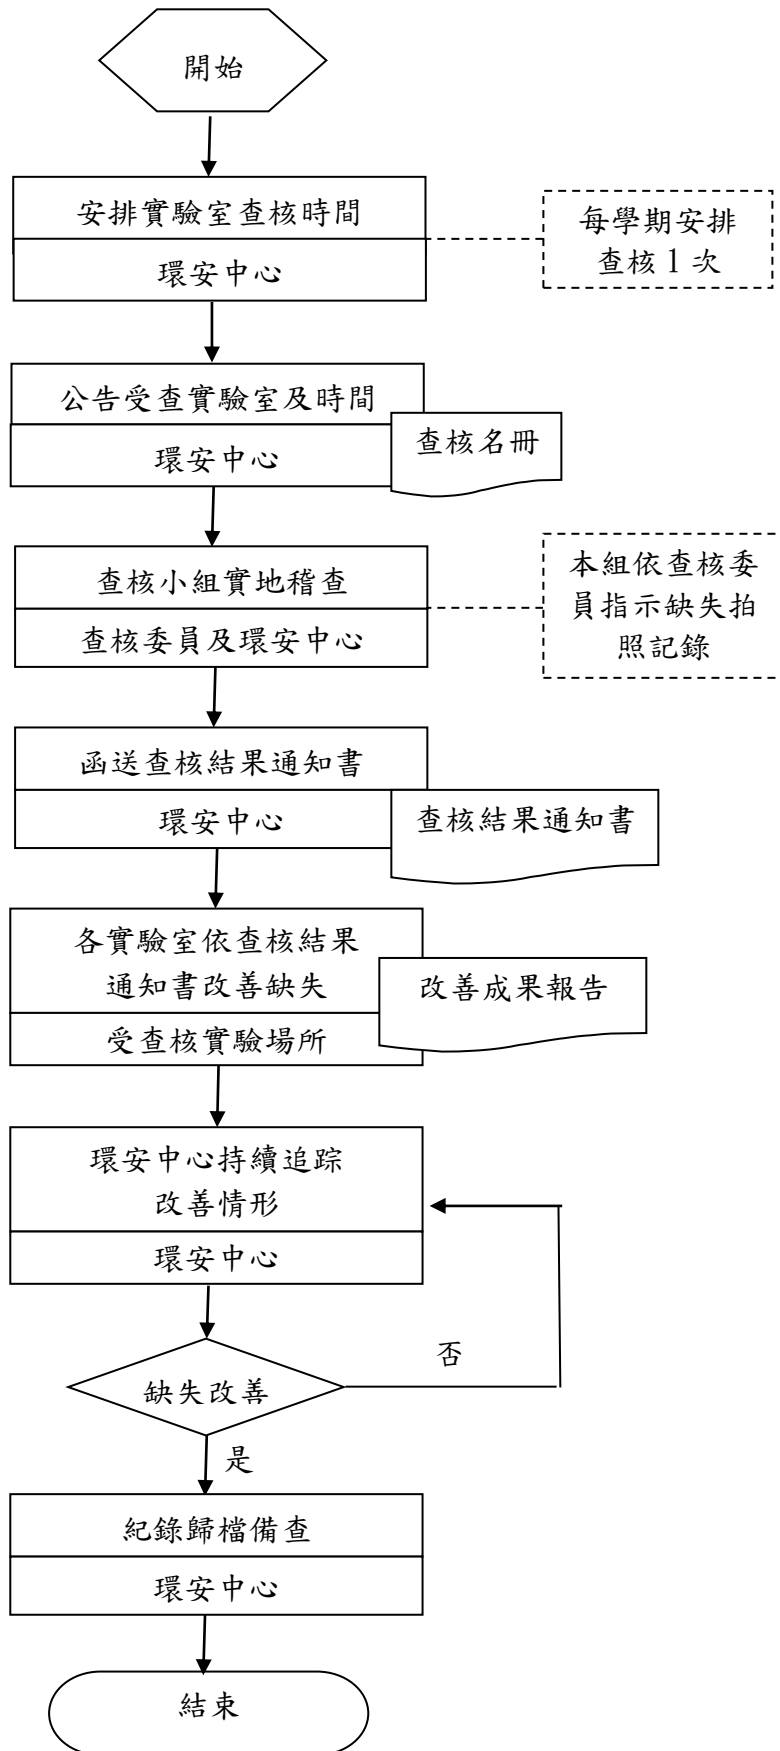 開始
安排實驗室查核時間
環安中心
每學期安排
查核 1 次
公告受查實驗室及時間
環安中心
查核名冊
查核小組實地稽查
查核委員及環安中心
本組依查核委
員指示缺失拍
照記錄
函送查核結果通知書
環安中心
查核結果通知書
各實驗室依查核結果
通知書改善缺失
受查核實驗場所
改善成果報告
環安中心持續追踪
改善情形
環安中心
缺失改善
否
是
紀錄歸檔備查
環安中心
結束